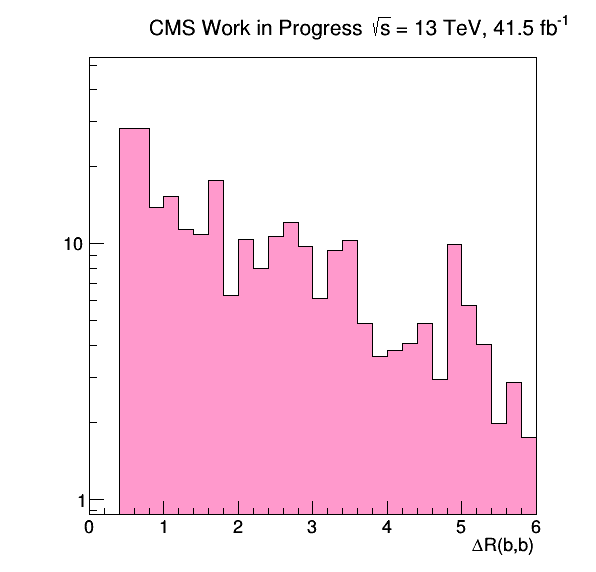 CMS Work in Progress √s = 13 TeV, 41.5 fb⁻¹
10
1
0 1 2 3 4 5 6
ΔR(b,b)